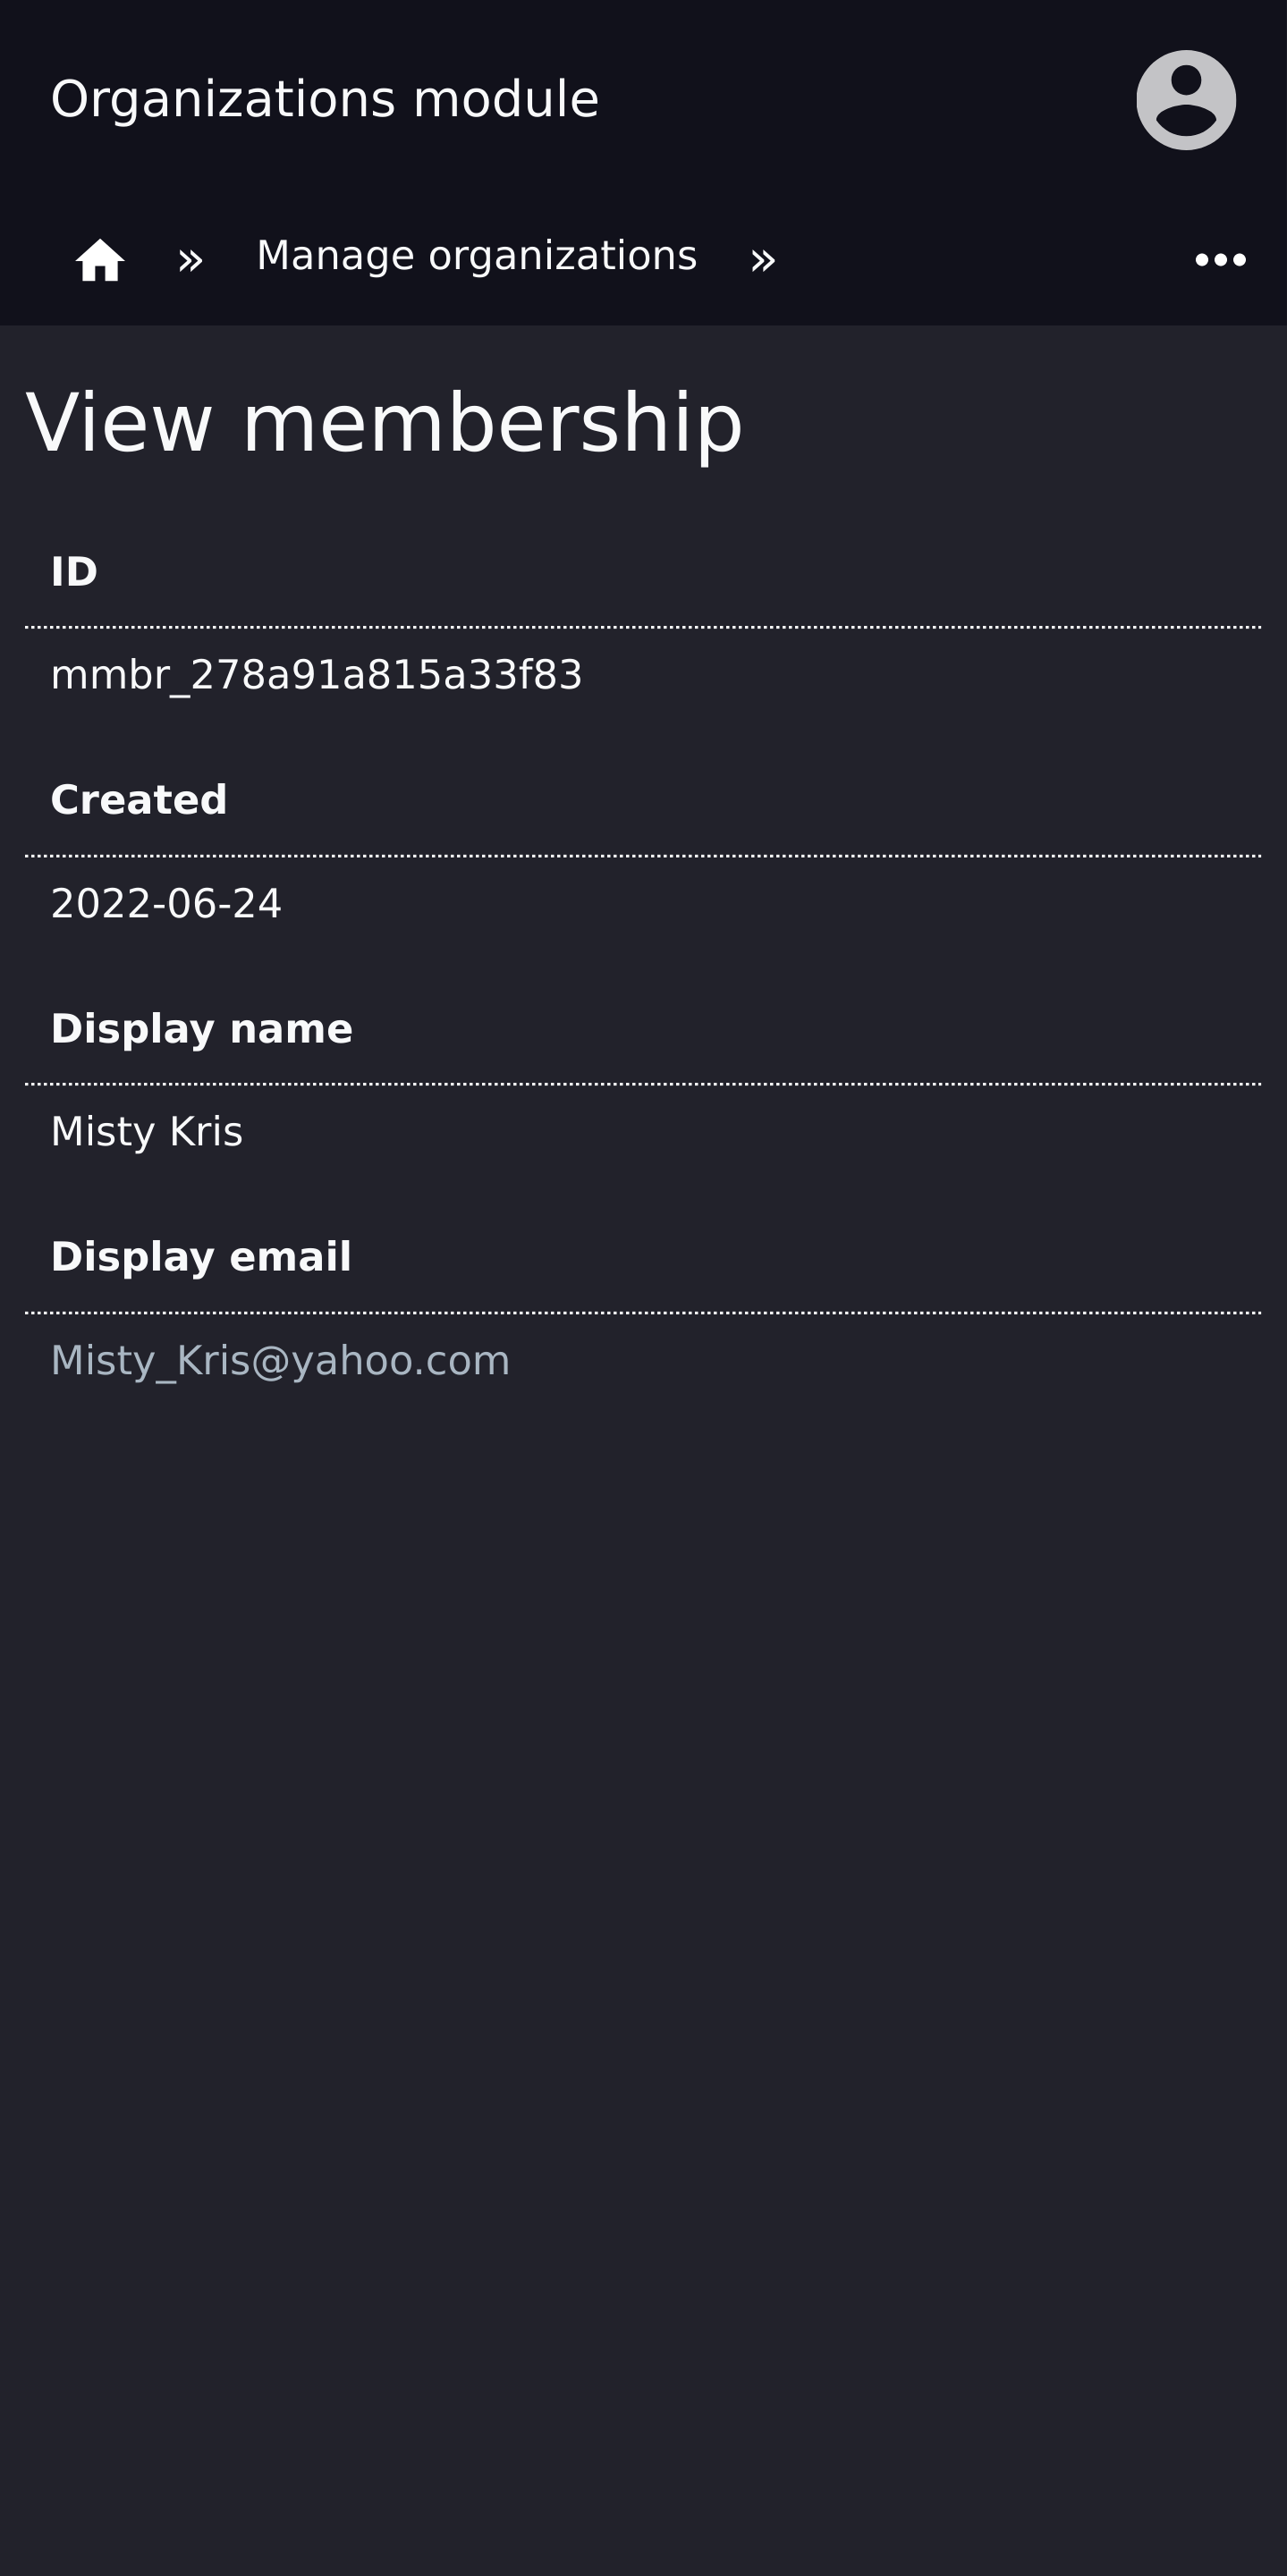 Organizations module
» Manage organizations » •••
View membership
ID
mmbr_278a91a815a33f83
Created
2022-06-24
Display name
Misty Kris
Display email
Misty_Kris@yahoo.com